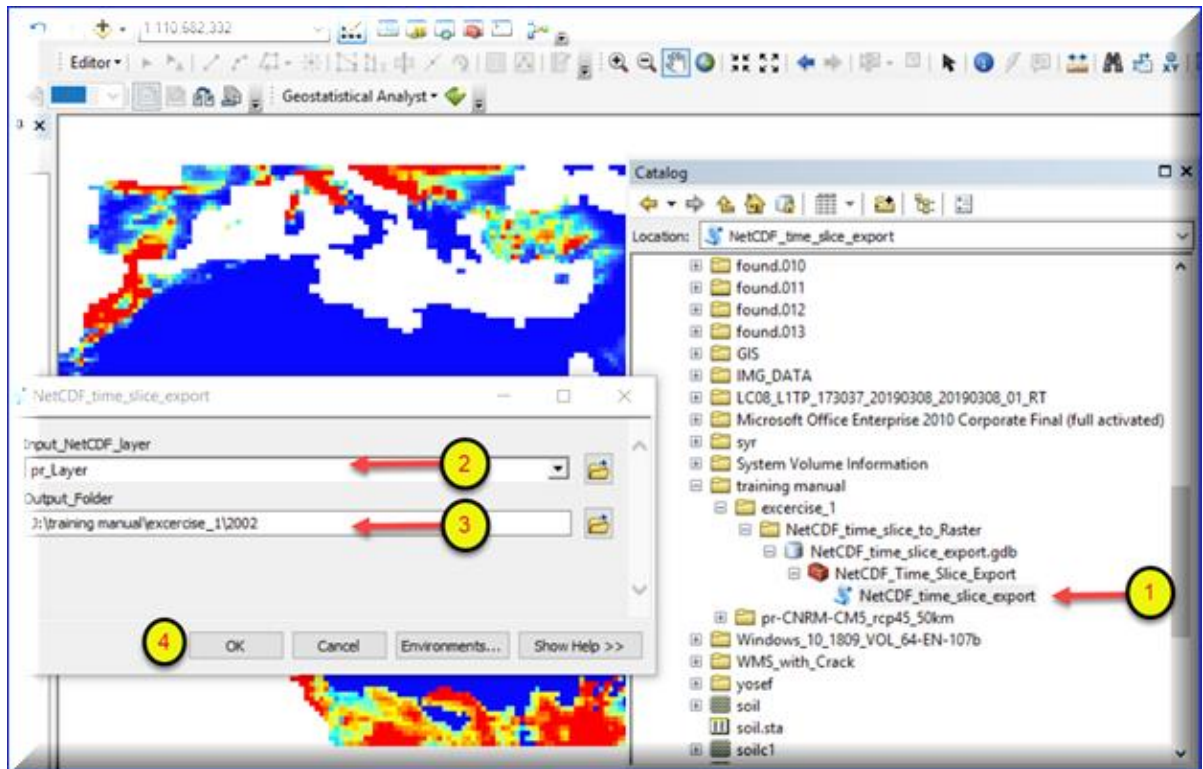 1:110,682,332
Editor
Geostatistical Analyst
Catalog
Location: NetCDF_time_slice_export
found.010
found.011
found.012
found.013
GIS
IMG_DATA
LC08_L1TP_173037_20190308_20190308_01_RT
Microsoft Office Enterprise 2010 Corporate Final (full activated)
syr
System Volume Information
training manual
excercise_1
NetCDF_time_slice_to_Raster
NetCDF_time_slice_export.gdb
NetCDF_Time_Slice_Export
NetCDF_time_slice_export
1
pr-CNRM-CM5_rcp45_50km
Windows_10_1809_VOL_64-EN-107b
WMS_with_Crack
yosef
soil
soil.sta
soilc1
NetCDF_time_slice_export
Input_NetCDF_layer
pr_Layer
2
Output_Folder
:\training manual\excercise_1\2002
3
4
OK
Cancel
Environments...
Show Help >>